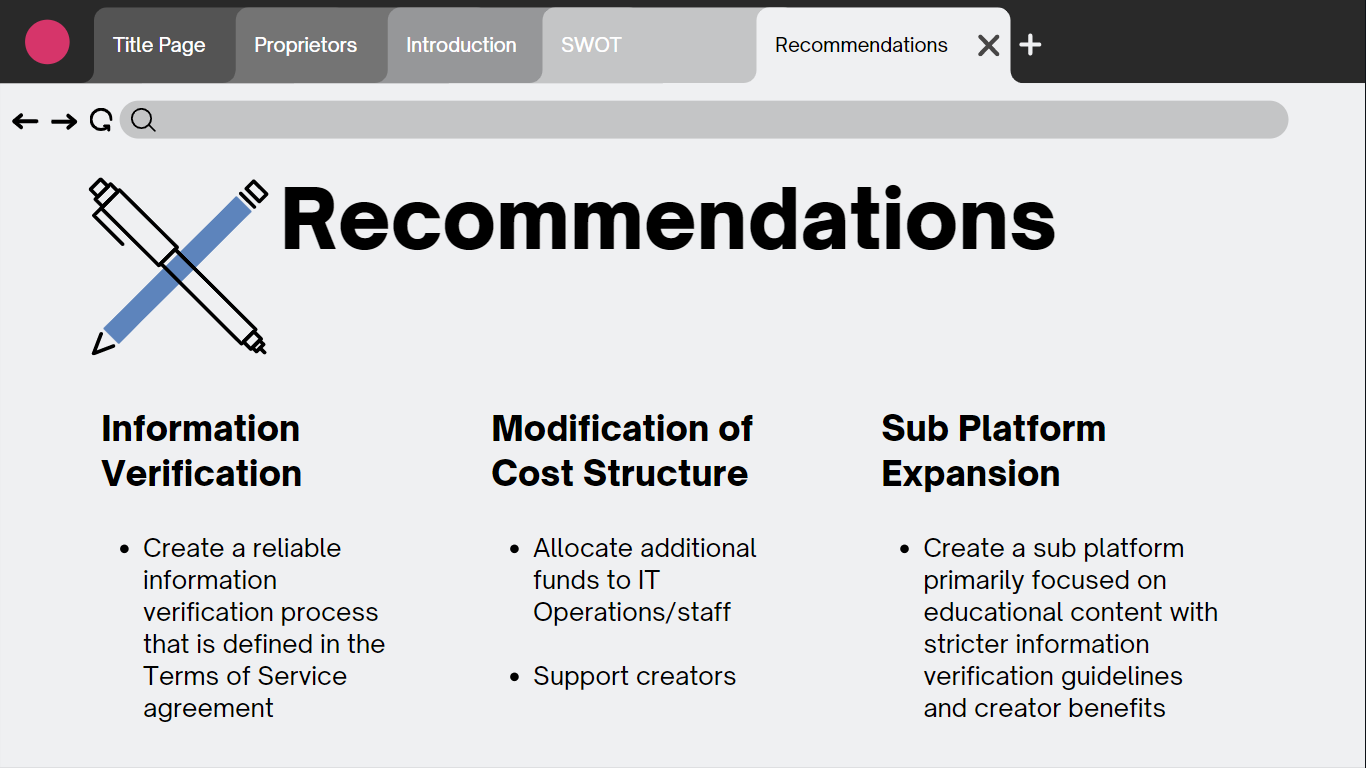 Title Page
Proprietors
Introduction
SWOT
Recommendations
Recommendations
Information
Verification
• Create a reliable
information
verification process
that is defined in the
Terms of Service
agreement
Modification of
Cost Structure
• Allocate additional
funds to IT
Operations/staff
• Support creators
Sub Platform
Expansion
• Create a sub platform
primarily focused on
educational content with
stricter information
verification guidelines
and creator benefits